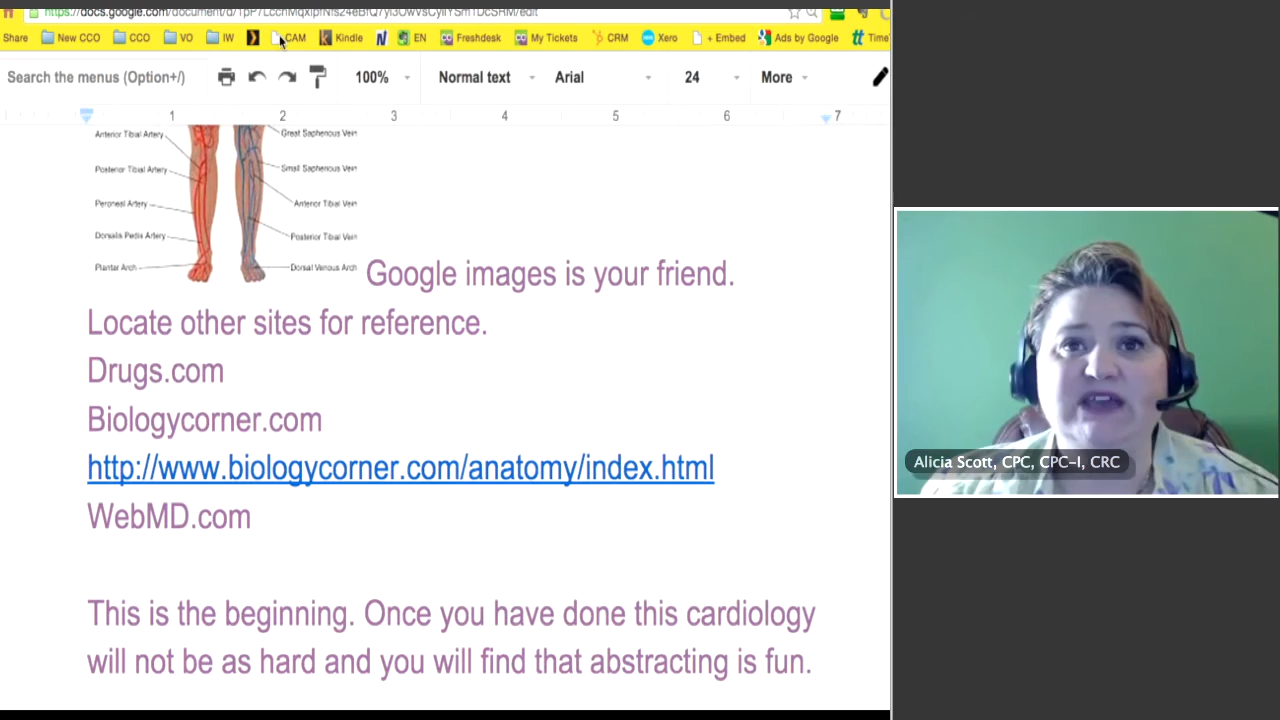 Share New CCO CCO VO IW CAM Kindle EN Freshdesk My Tickets CRM Xero + Embed Ads by Google Time
Search the menus (Option+/) 100% Normal text Arial 24 More
1 2 3 4 5 6 7
Anterior Tibial Artery Great Saphenous Vein
Posterior Tibial Artery Small Saphenous Vein
Peroneal Artery Anterior Tibial Vein
Dorsalis Pedis Artery Posterior Tibial Vein
Plantar Arch Dorsal Venous Arch Google images is your friend.
Locate other sites for reference.
Drugs.com
Biologycorner.com
http://www.biologycorner.com/anatomy/index.html
WebMD.com
This is the beginning. Once you have done this cardiology
will not be as hard and you will find that abstracting is fun.
Alicia Scott, CPC, CPC-I, CRC